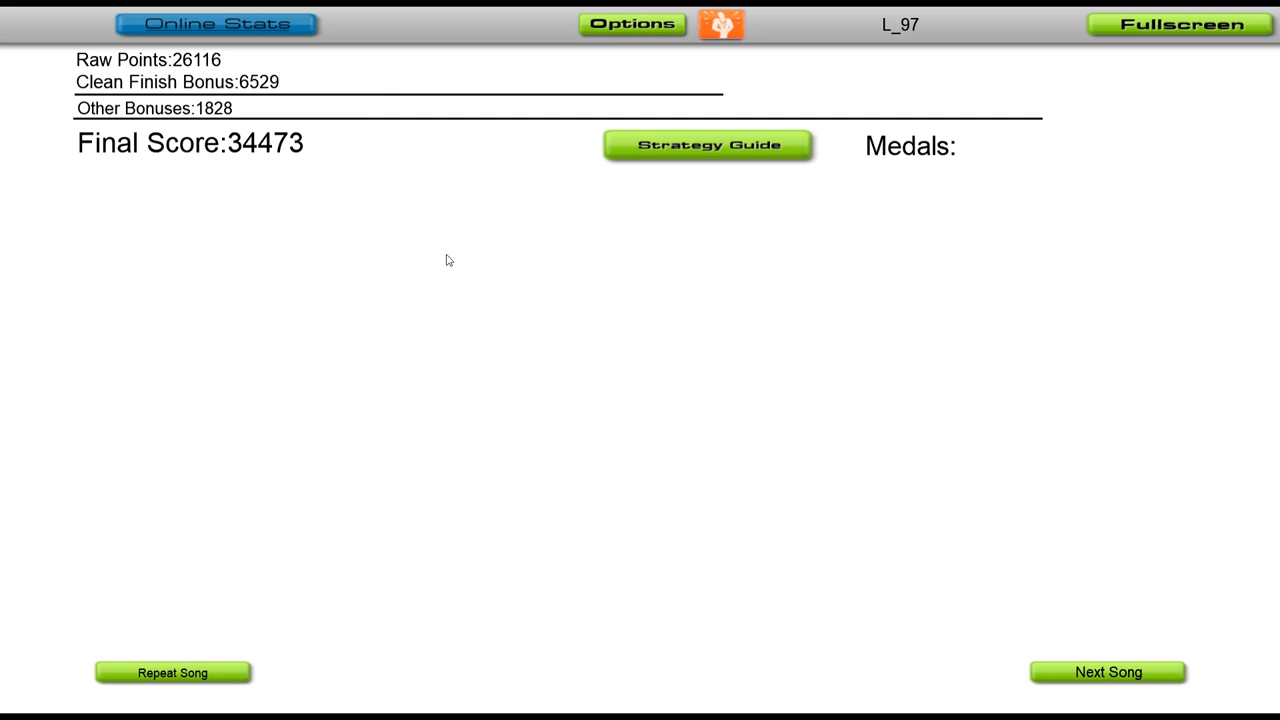 Online Stats
Options
L_97
Fullscreen
Raw Points:26116
Clean Finish Bonus:6529
Other Bonuses:1828
Final Score:34473
Strategy Guide
Medals:
Repeat Song
Next Song